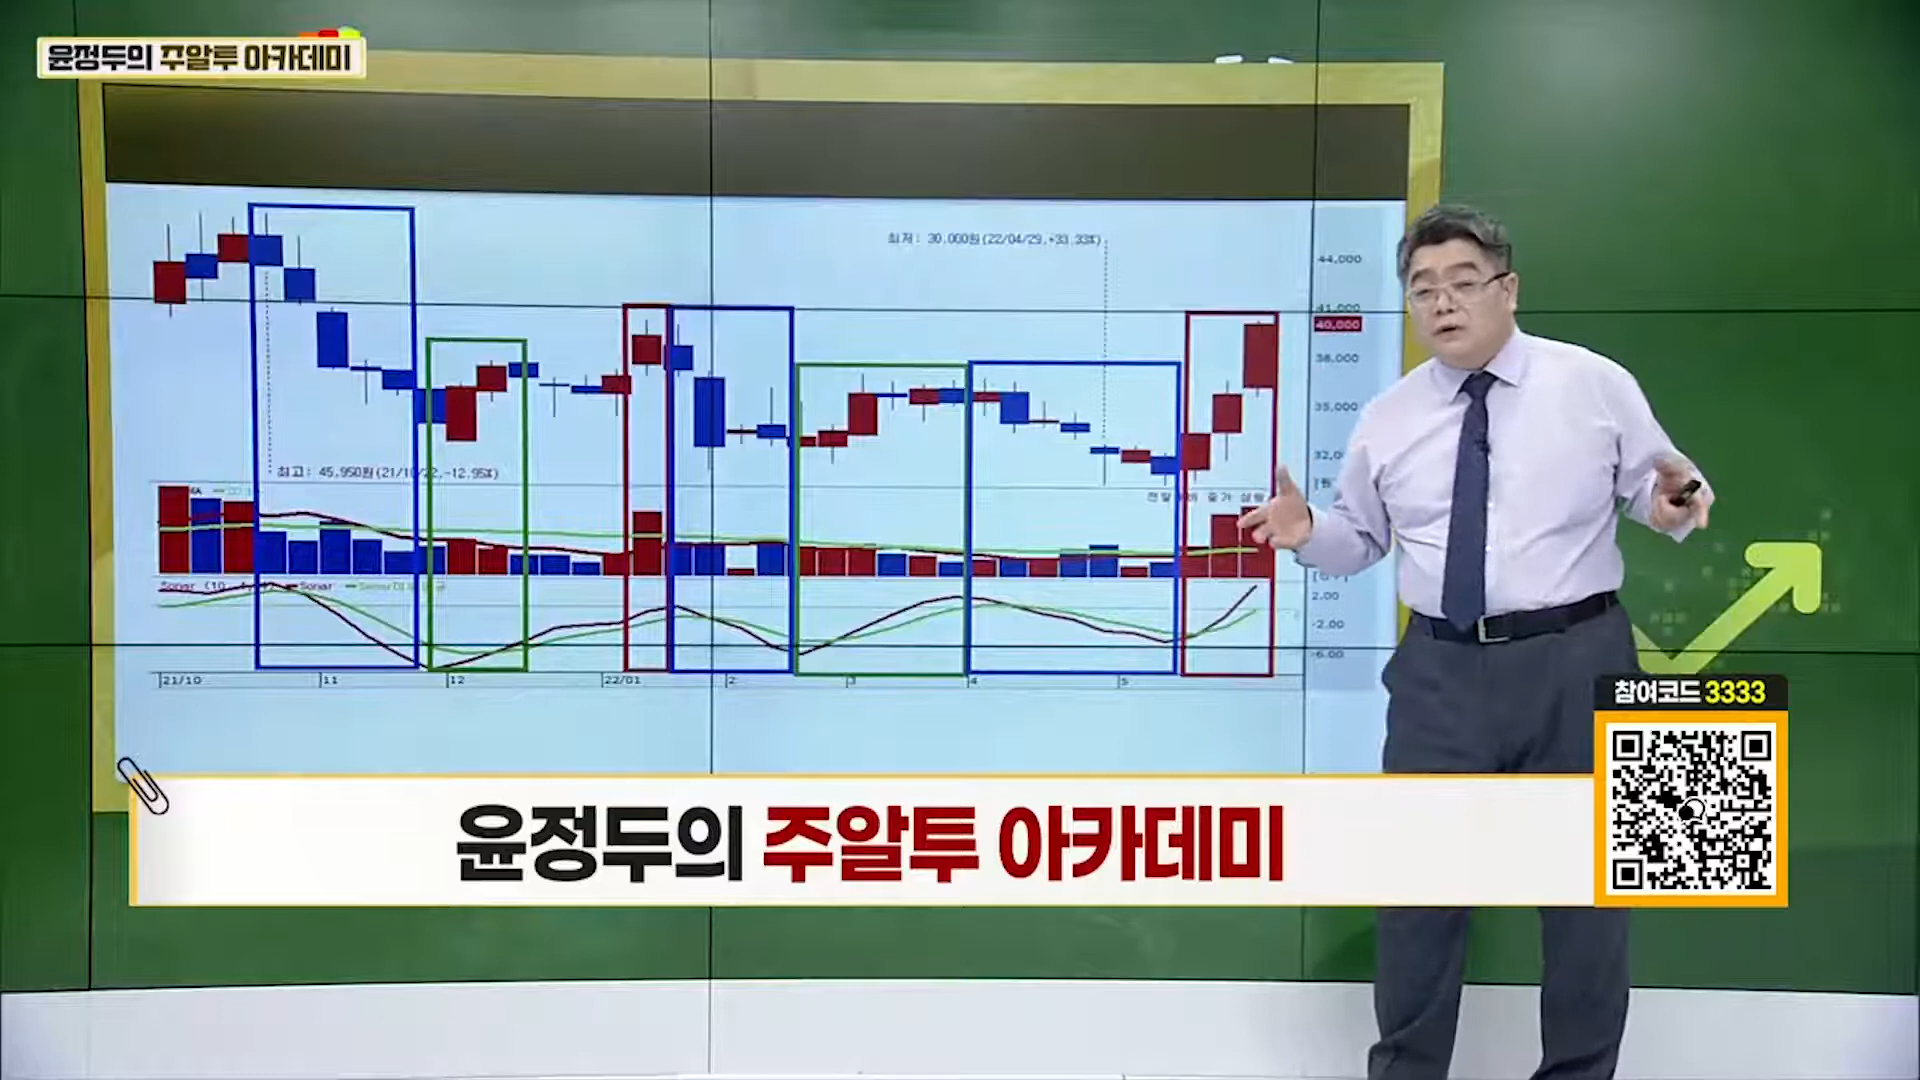 윤정두의 주알투 아카데미
최저: 30,000원(22/04/29,+33.33%)
44,000
41,000
40,000
38,000
35,000
32,0
최고: 45,950원(21/10/22,-12.95%)
Sonar
2.00
-2.00
-6.00
21/10
11
12
22/01
2
3
4
5
참여코드 3333
윤정두의 주알투 아카데미